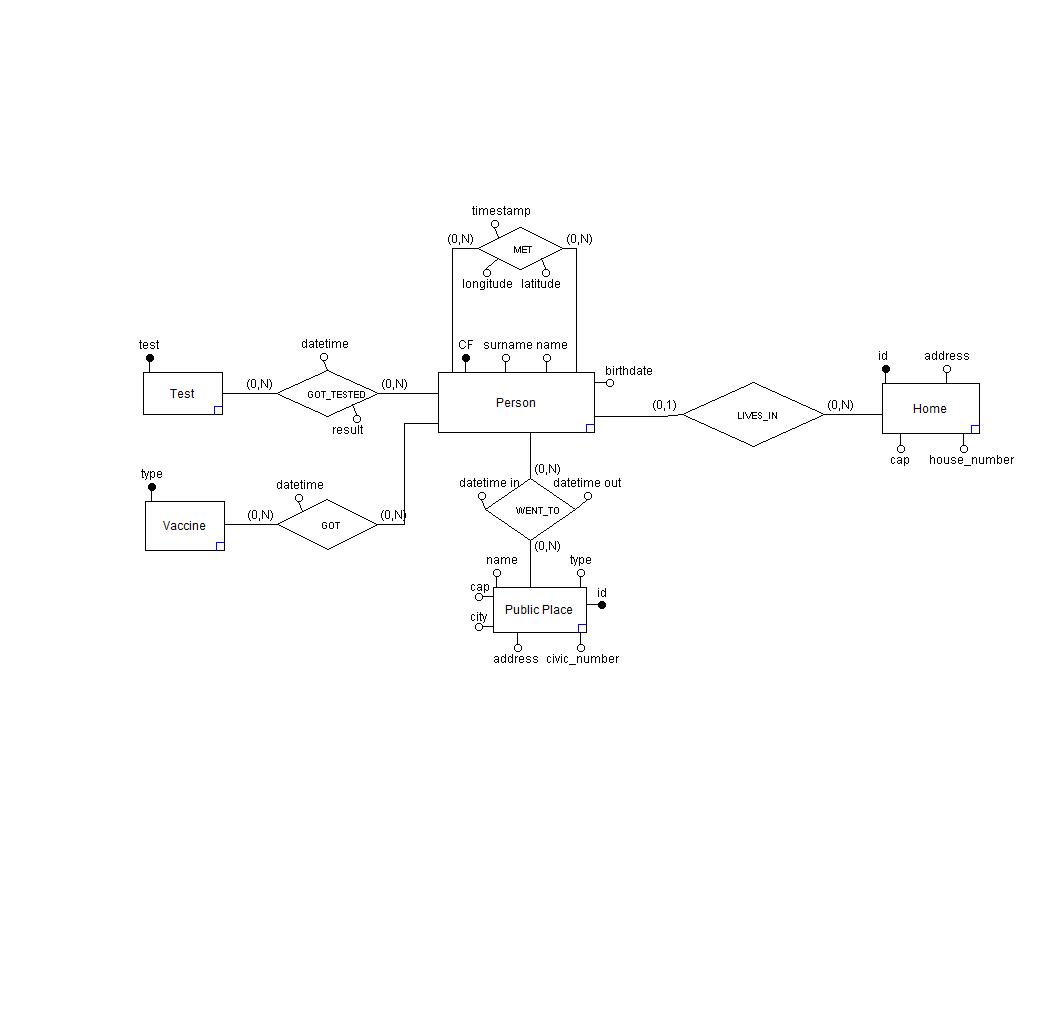 timestamp
(0,N)
MET
(0,N)
longitude
latitude
test
datetime
CF
surname
name
id
address
birthdate
Test
(0,N)
GOT_TESTED
(0,N)
Person
(0,1)
LIVES_IN
(0,N)
Home
result
cap
house_number
type
datetime
(0,N)
datetime in
datetime out
Vaccine
(0,N)
GOT
(0,N)
WENT_TO
(0,N)
name
type
cap
id
Public Place
city
address
civic_number